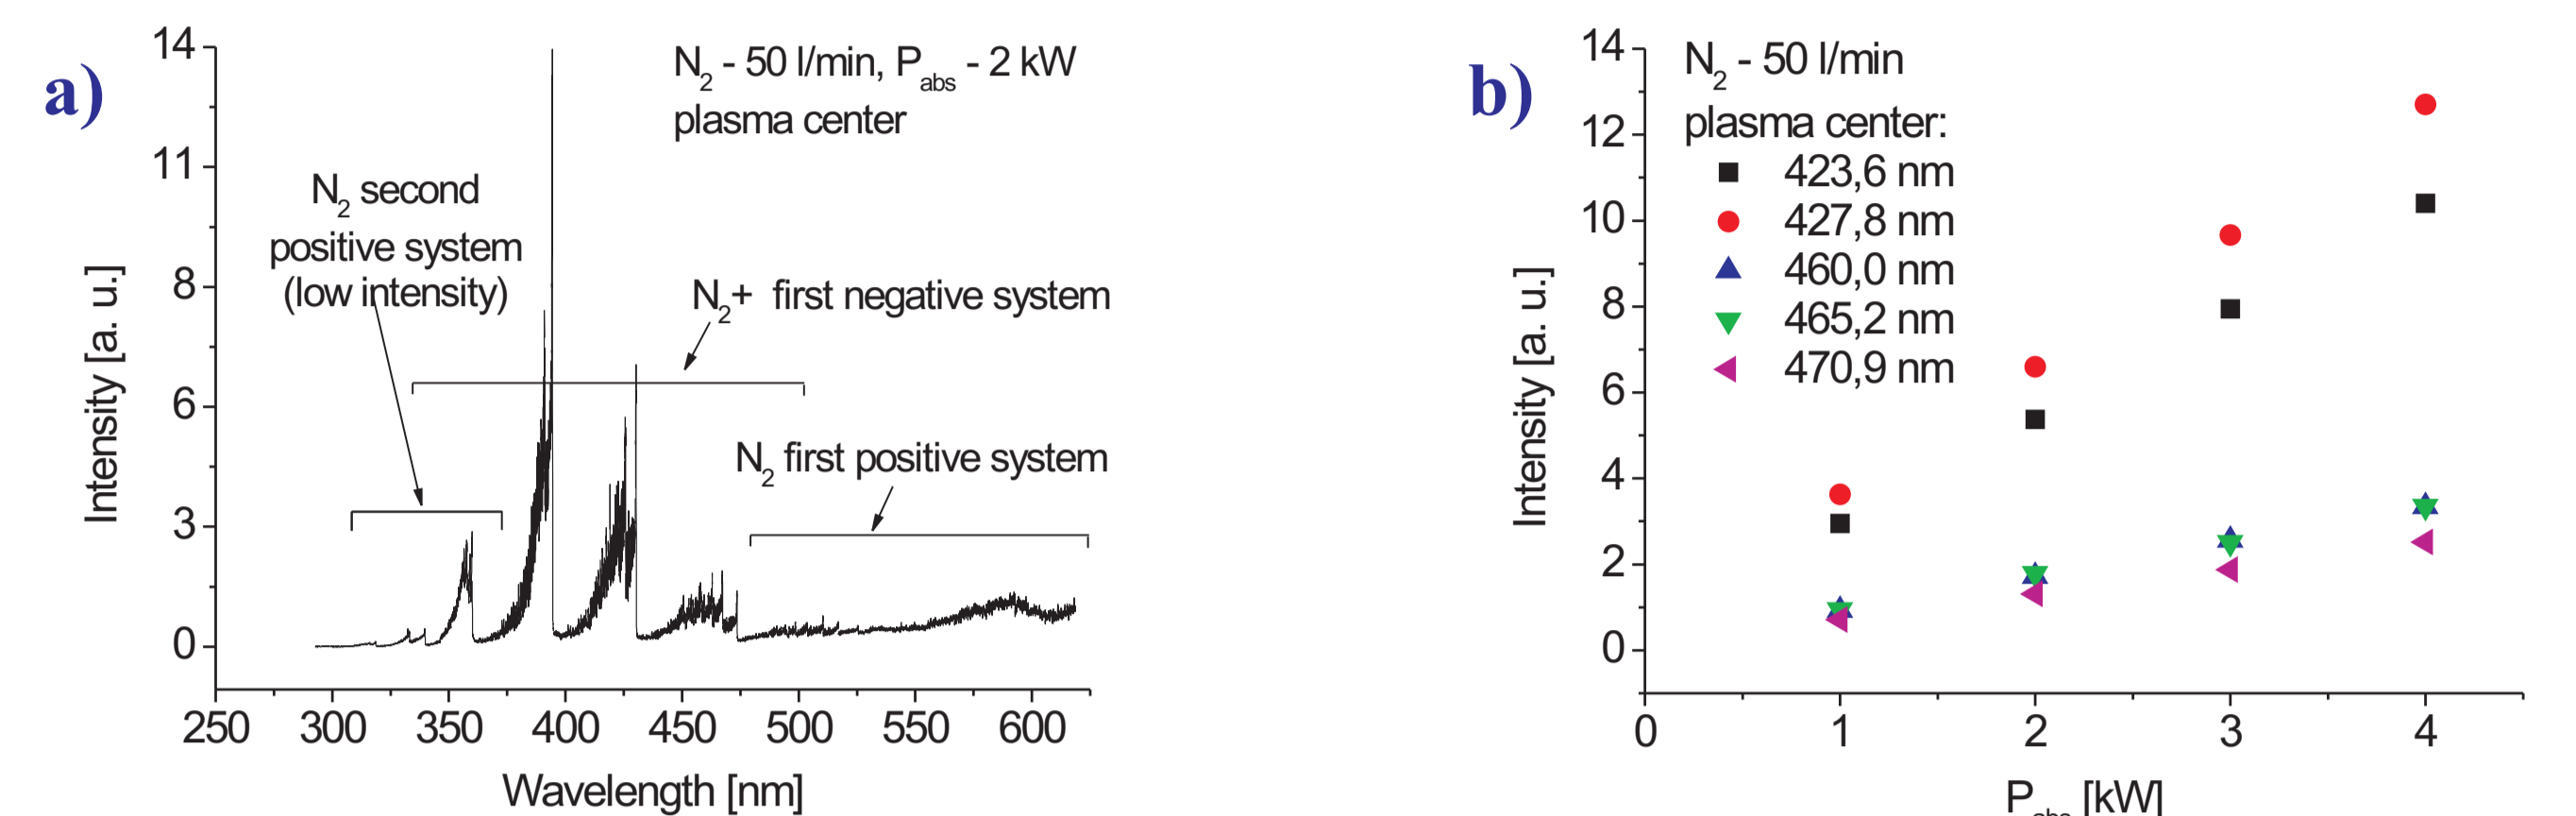 a)
N2 - 50 l/min, Pabs - 2 kW
plasma center
N2 second
positive system
(low intensity)
N2+ first negative system
N2 first positive system
Intensity [a. u.]
14
11
8
6
3
0
250 300 350 400 450 500 550 600
Wavelength [nm]
b)
N2 - 50 l/min
plasma center:
423,6 nm
427,8 nm
460,0 nm
465,2 nm
470,9 nm
Intensity [a. u.]
14
12
10
8
6
4
2
0
0 1 2 3 4
Pabs [kW]